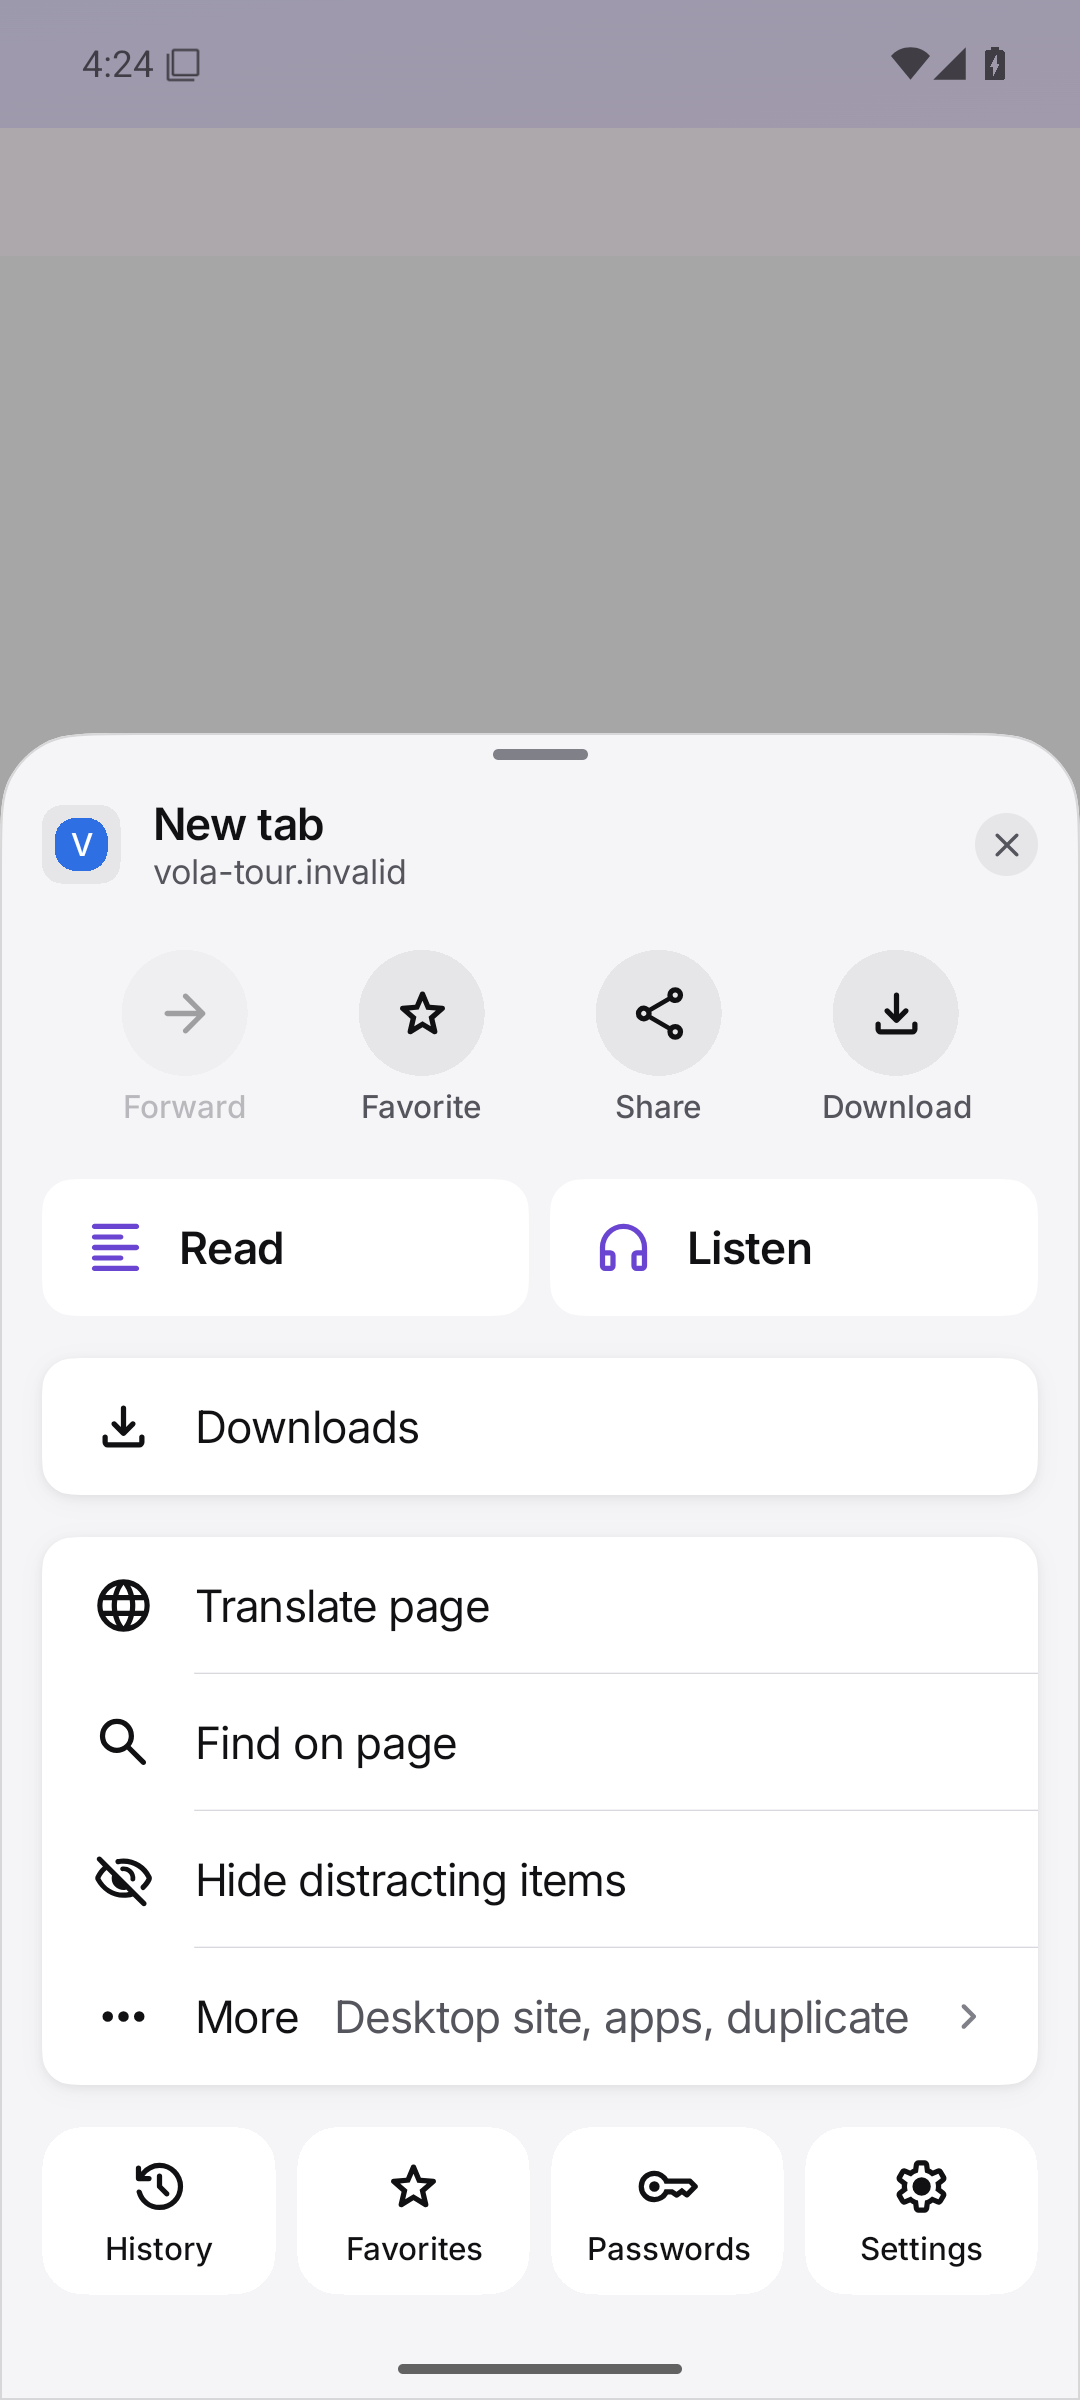 4:24
V
New tab
vola-tour.invalid
Forward
Favorite
Share
Download
Read
Listen
Downloads
Translate page
Find on page
Hide distracting items
More Desktop site, apps, duplicate
History
Favorites
Passwords
Settings